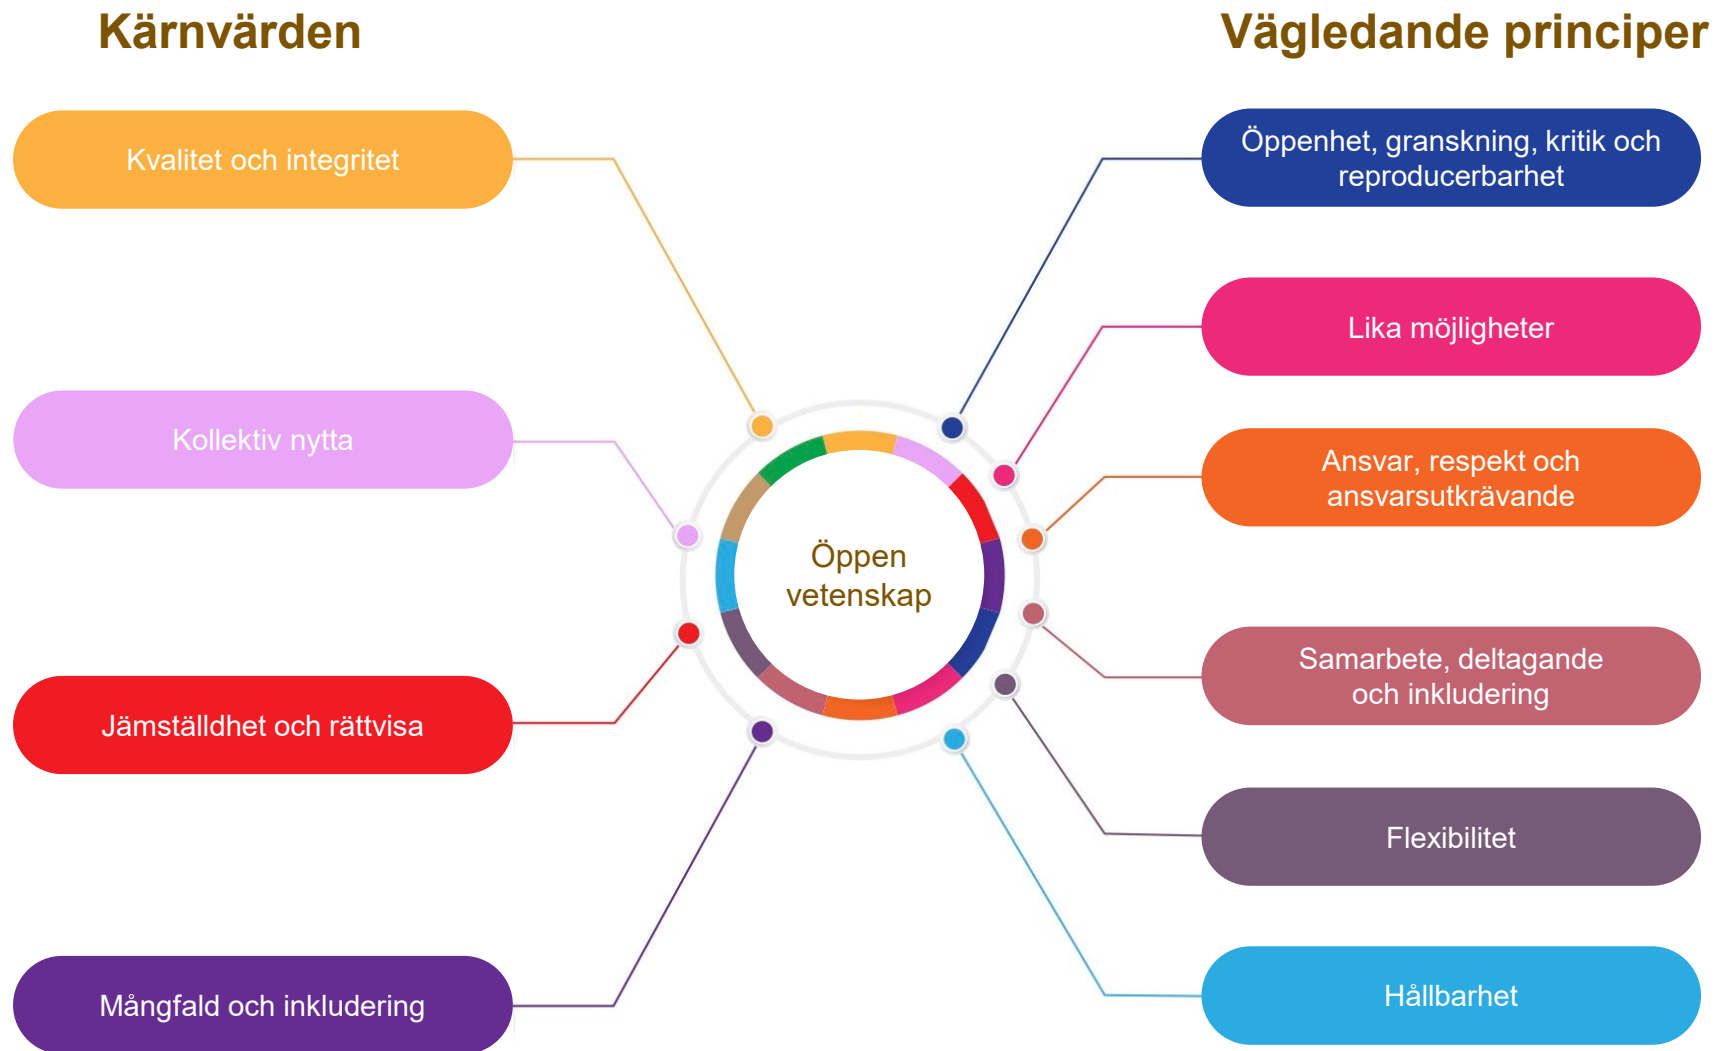 Kärnvärden
Kvalitet och integritet
Kollektiv nytta
Jämställdhet och rättvisa
Mångfald och inkludering
Öppen
vetenskap
Vägledande principer
Öppenhet, granskning, kritik och
reproducerbarhet
Lika möjligheter
Ansvar, respekt och
ansvarsutkrävande
Samarbete, deltagande
och inkludering
Flexibilitet
Hållbarhet